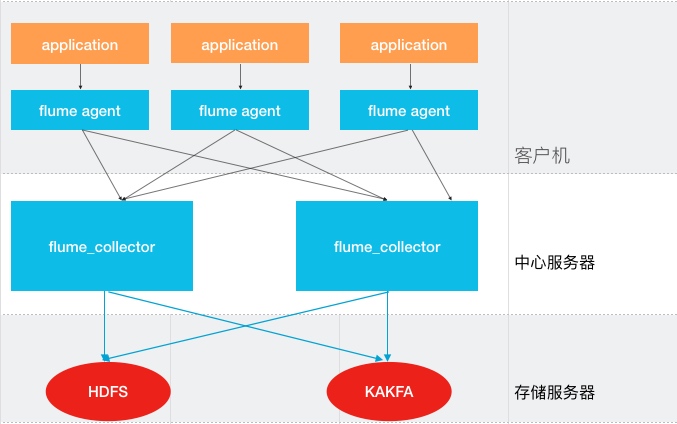 application
application
application
flume agent
flume agent
flume agent
客户机
flume_collector
flume_collector
中心服务器
HDFS
KAKFA
存储服务器